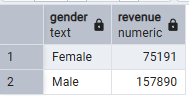 gender revenue
text numeric
1 Female 75191
2 Male 157890